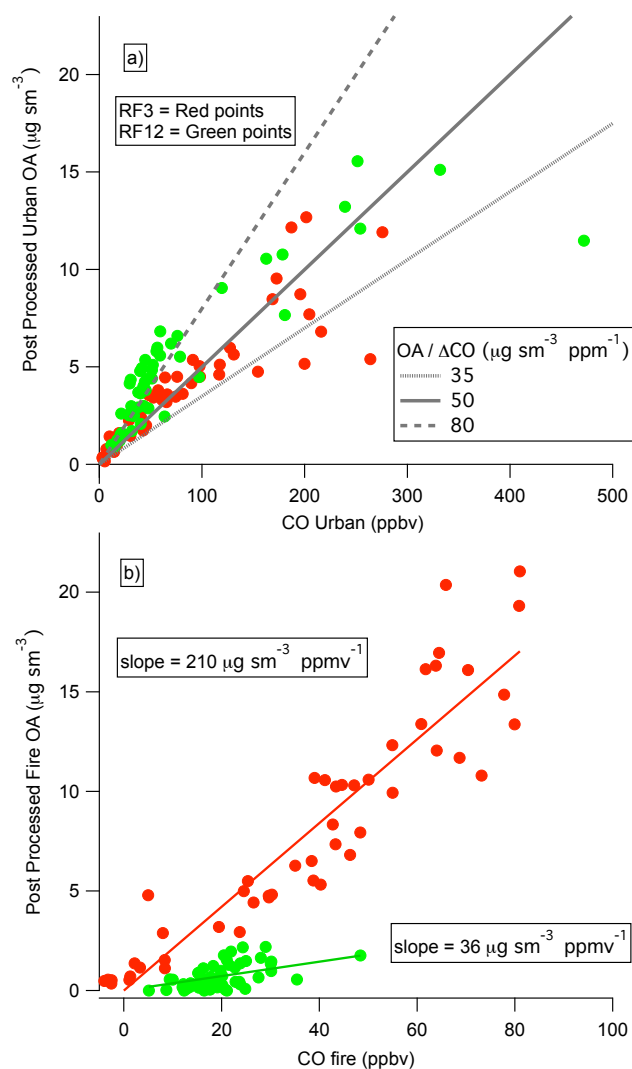 a)
RF3 = Red points
RF12 = Green points
Post Processed Urban OA (μg sm⁻³)
20
15
10
5
0
OA / ΔCO (μg sm⁻³ ppm⁻¹)
35
50
80
0 100 200 300 400 500
CO Urban (ppbv)
b)
slope = 210 μg sm⁻³ ppmv⁻¹
Post Processed Fire OA (μg sm⁻³)
20
15
10
5
0
slope = 36 μg sm⁻³ ppmv⁻¹
0 20 40 60 80 100
CO fire (ppbv)